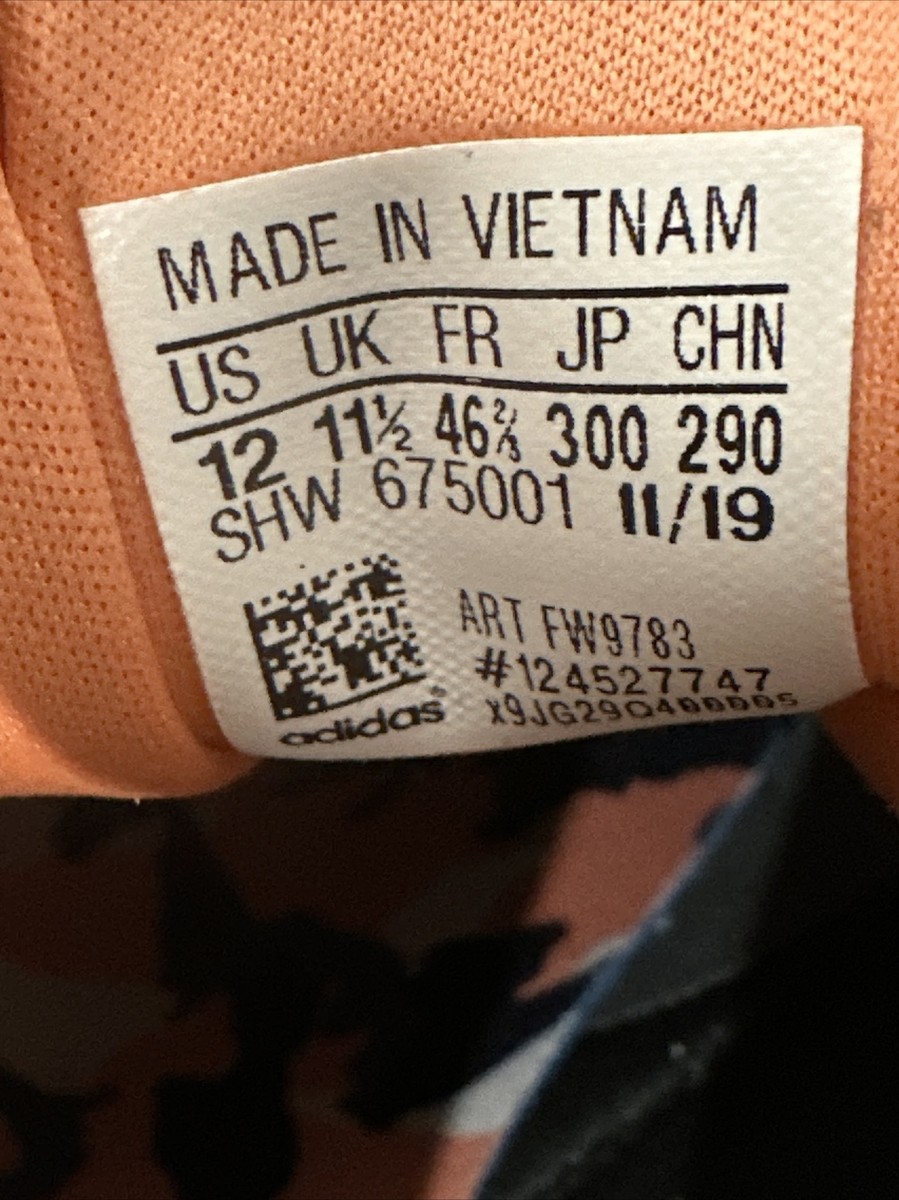 MADE IN VIETNAM
US UK FR JP CHN
12 11½ 46⅔ 300 290
SHW 675001 11/19
ART FW9783
#124527747
X9JG29Q400005
adidas®